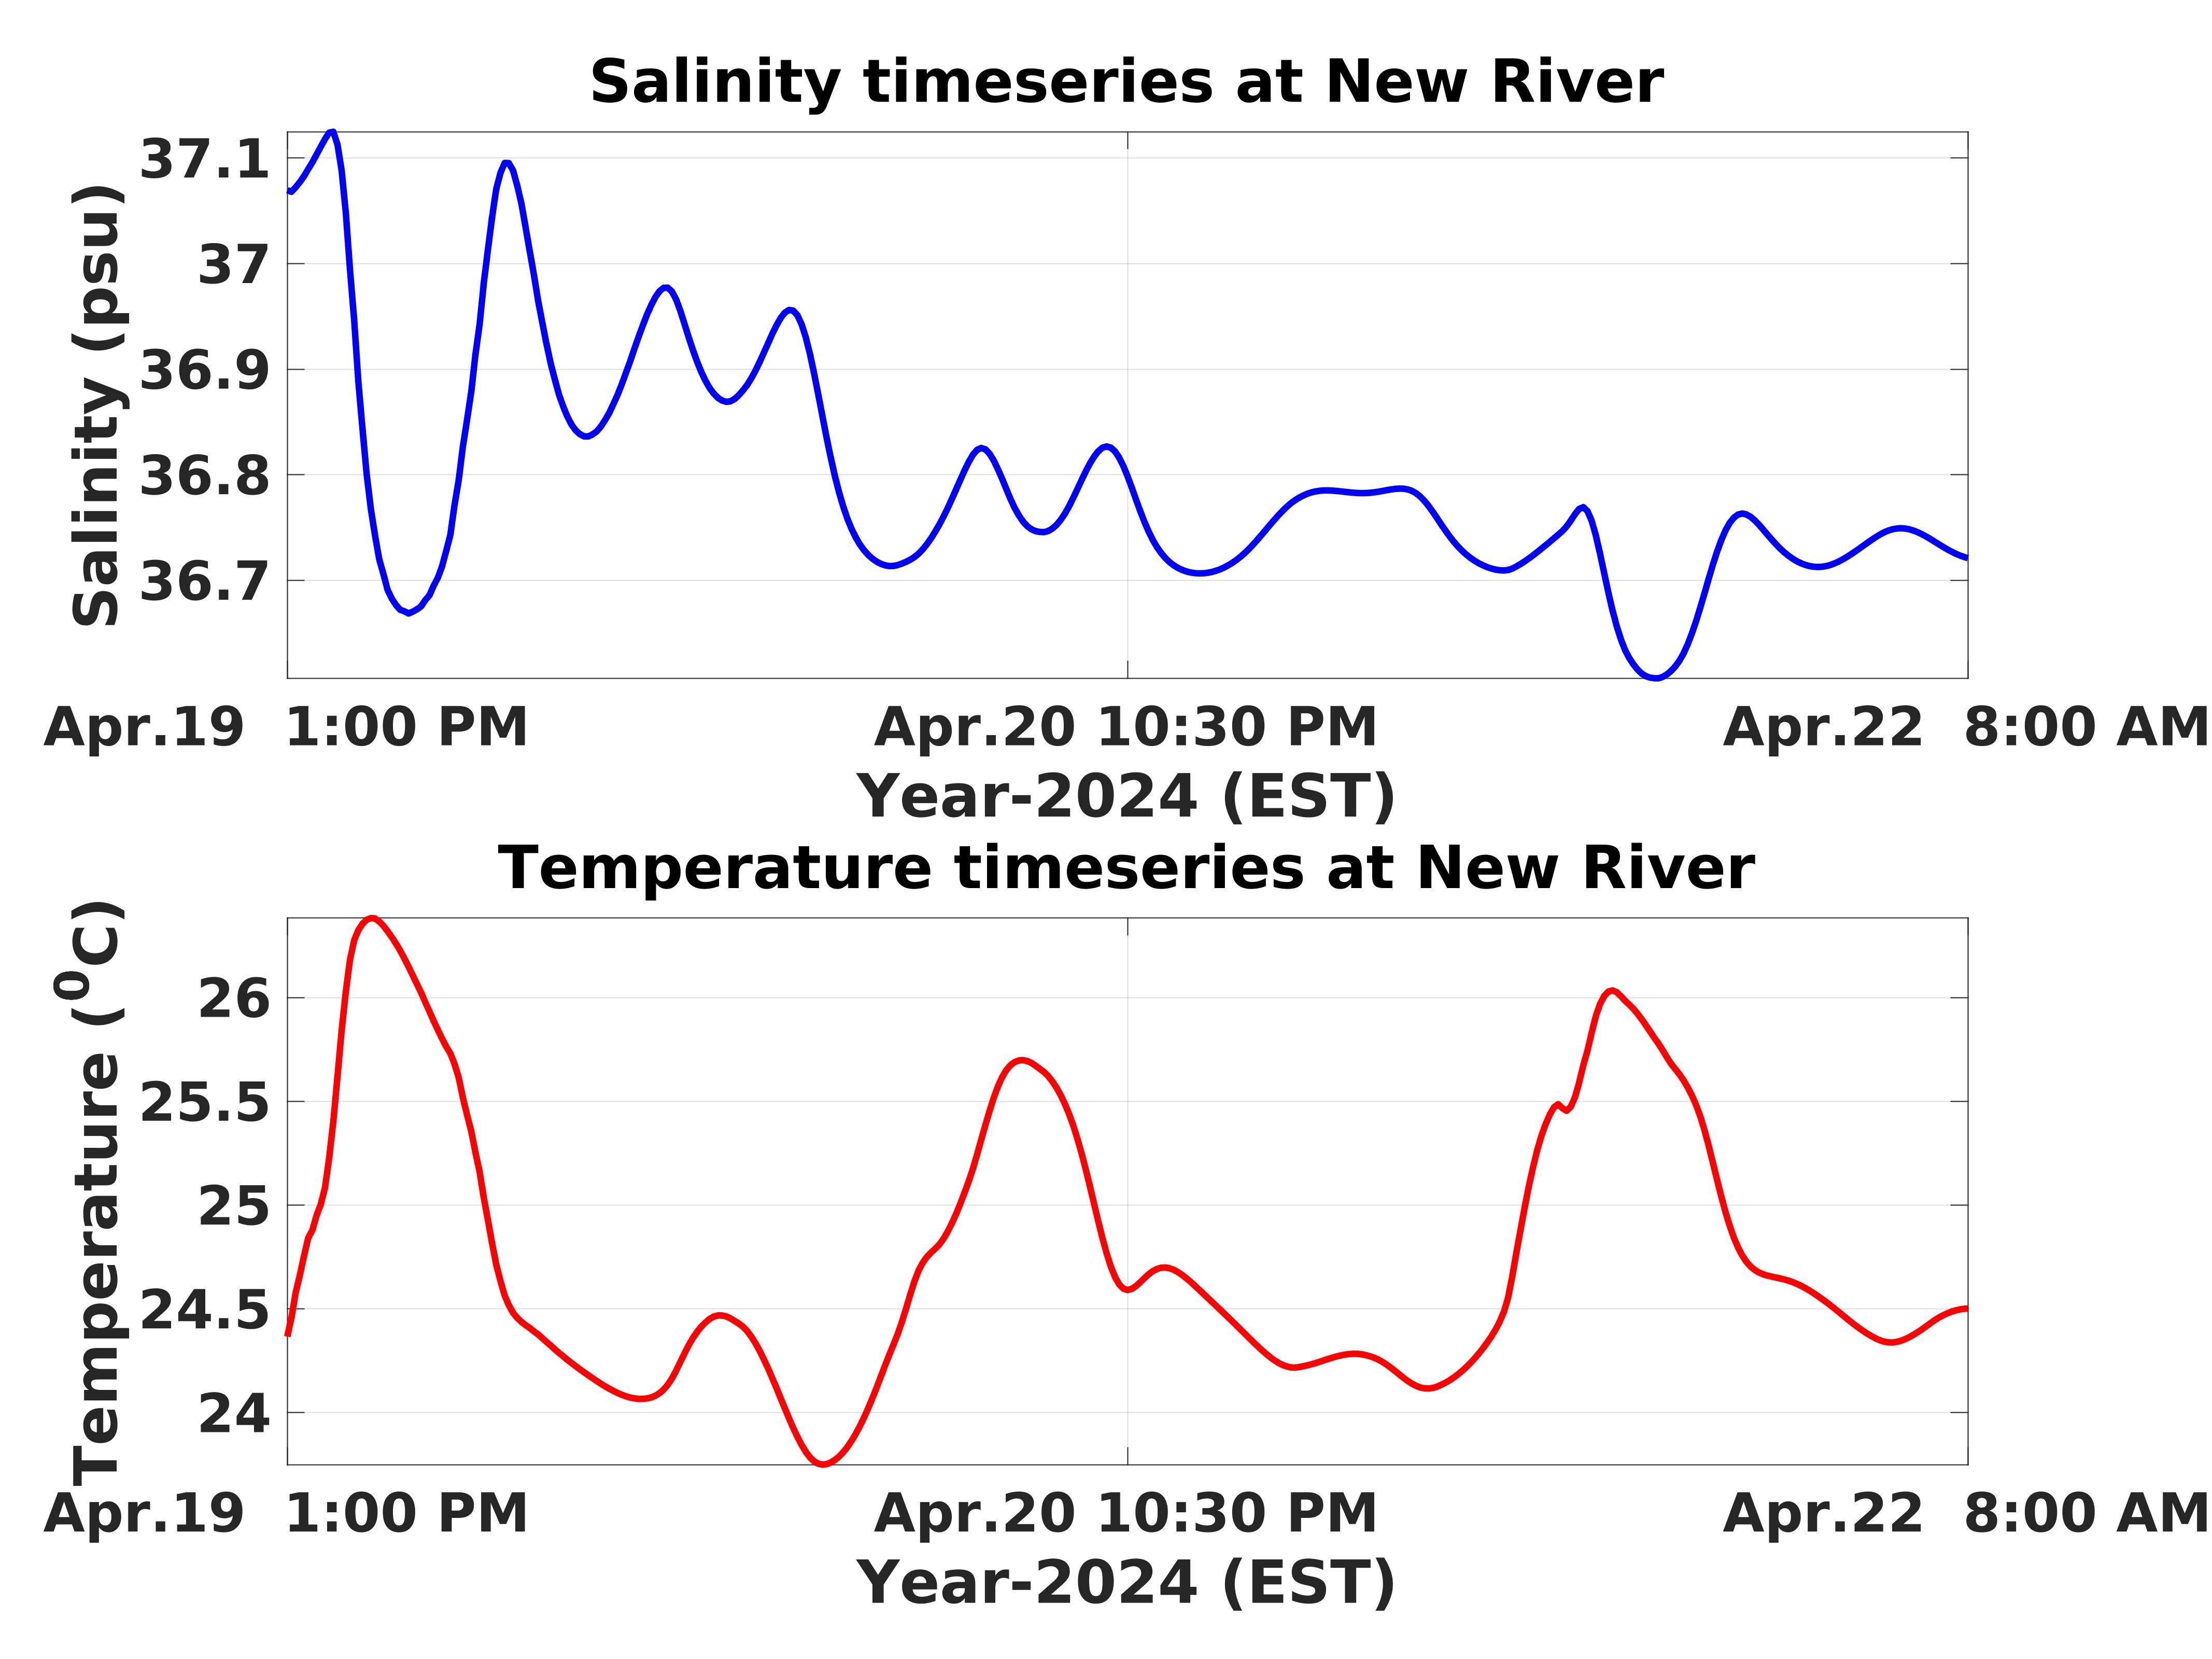 Salinity timeseries at New River
Salinity (psu)
37.1
37
36.9
36.8
36.7
Apr.19  1:00 PM
Apr.20 10:30 PM
Apr.22  8:00 AM
Year-2024 (EST)
Temperature timeseries at New River
Temperature (⁰C)
26
25.5
25
24.5
24
Apr.19  1:00 PM
Apr.20 10:30 PM
Apr.22  8:00 AM
Year-2024 (EST)